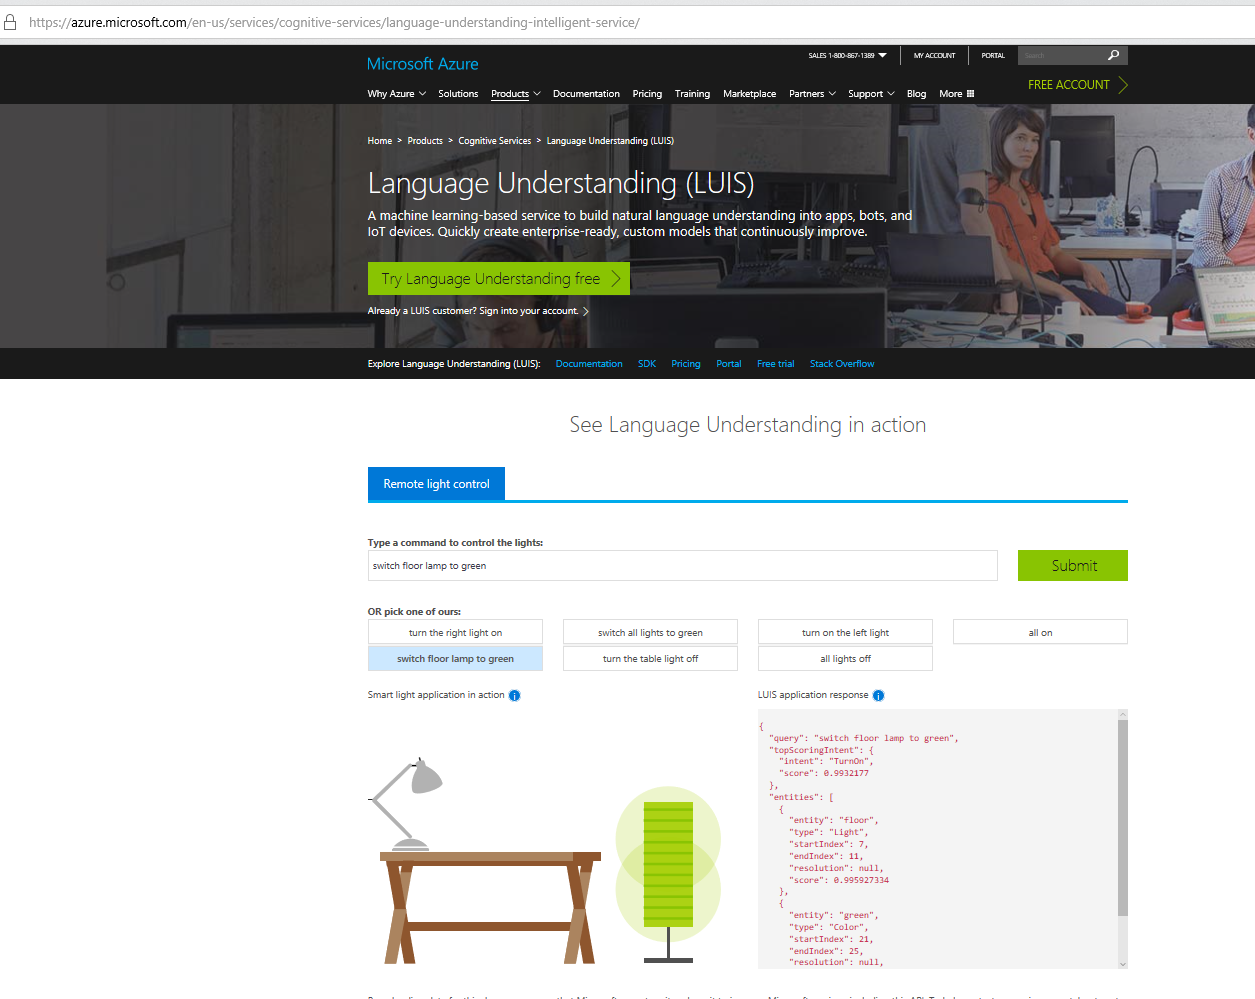 https://azure.microsoft.com/en-us/services/cognitive-services/language-understanding-intelligent-service/
Microsoft Azure
SALES 1-800-867-1389
MY ACCOUNT
PORTAL
Search
FREE ACCOUNT
Why Azure
Solutions
Products
Documentation
Pricing
Training
Marketplace
Partners
Support
Blog
More
Home > Products > Cognitive Services > Language Understanding (LUIS)
Language Understanding (LUIS)
A machine learning-based service to build natural language understanding into apps, bots, and
IoT devices. Quickly create enterprise-ready, custom models that continuously improve.
Try Language Understanding free
Already a LUIS customer? Sign into your account.
Explore Language Understanding (LUIS):
Documentation
SDK
Pricing
Portal
Free trial
Stack Overflow
See Language Understanding in action
Remote light control
Type a command to control the lights:
switch floor lamp to green
Submit
OR pick one of ours:
turn the right light on
switch all lights to green
turn on the left light
all on
switch floor lamp to green
turn the table light off
all lights off
Smart light application in action
LUIS application response
{
"query": "switch floor lamp to green",
"topScoringIntent": {
"intent": "TurnOn",
"score": 0.9932177
},
"entities": [
{
"entity": "floor",
"type": "Light",
"startIndex": 7,
"endIndex": 11,
"resolution": null,
"score": 0.995927334
},
{
"entity": "green",
"type": "Color",
"startIndex": 21,
"endIndex": 25,
"resolution": null,